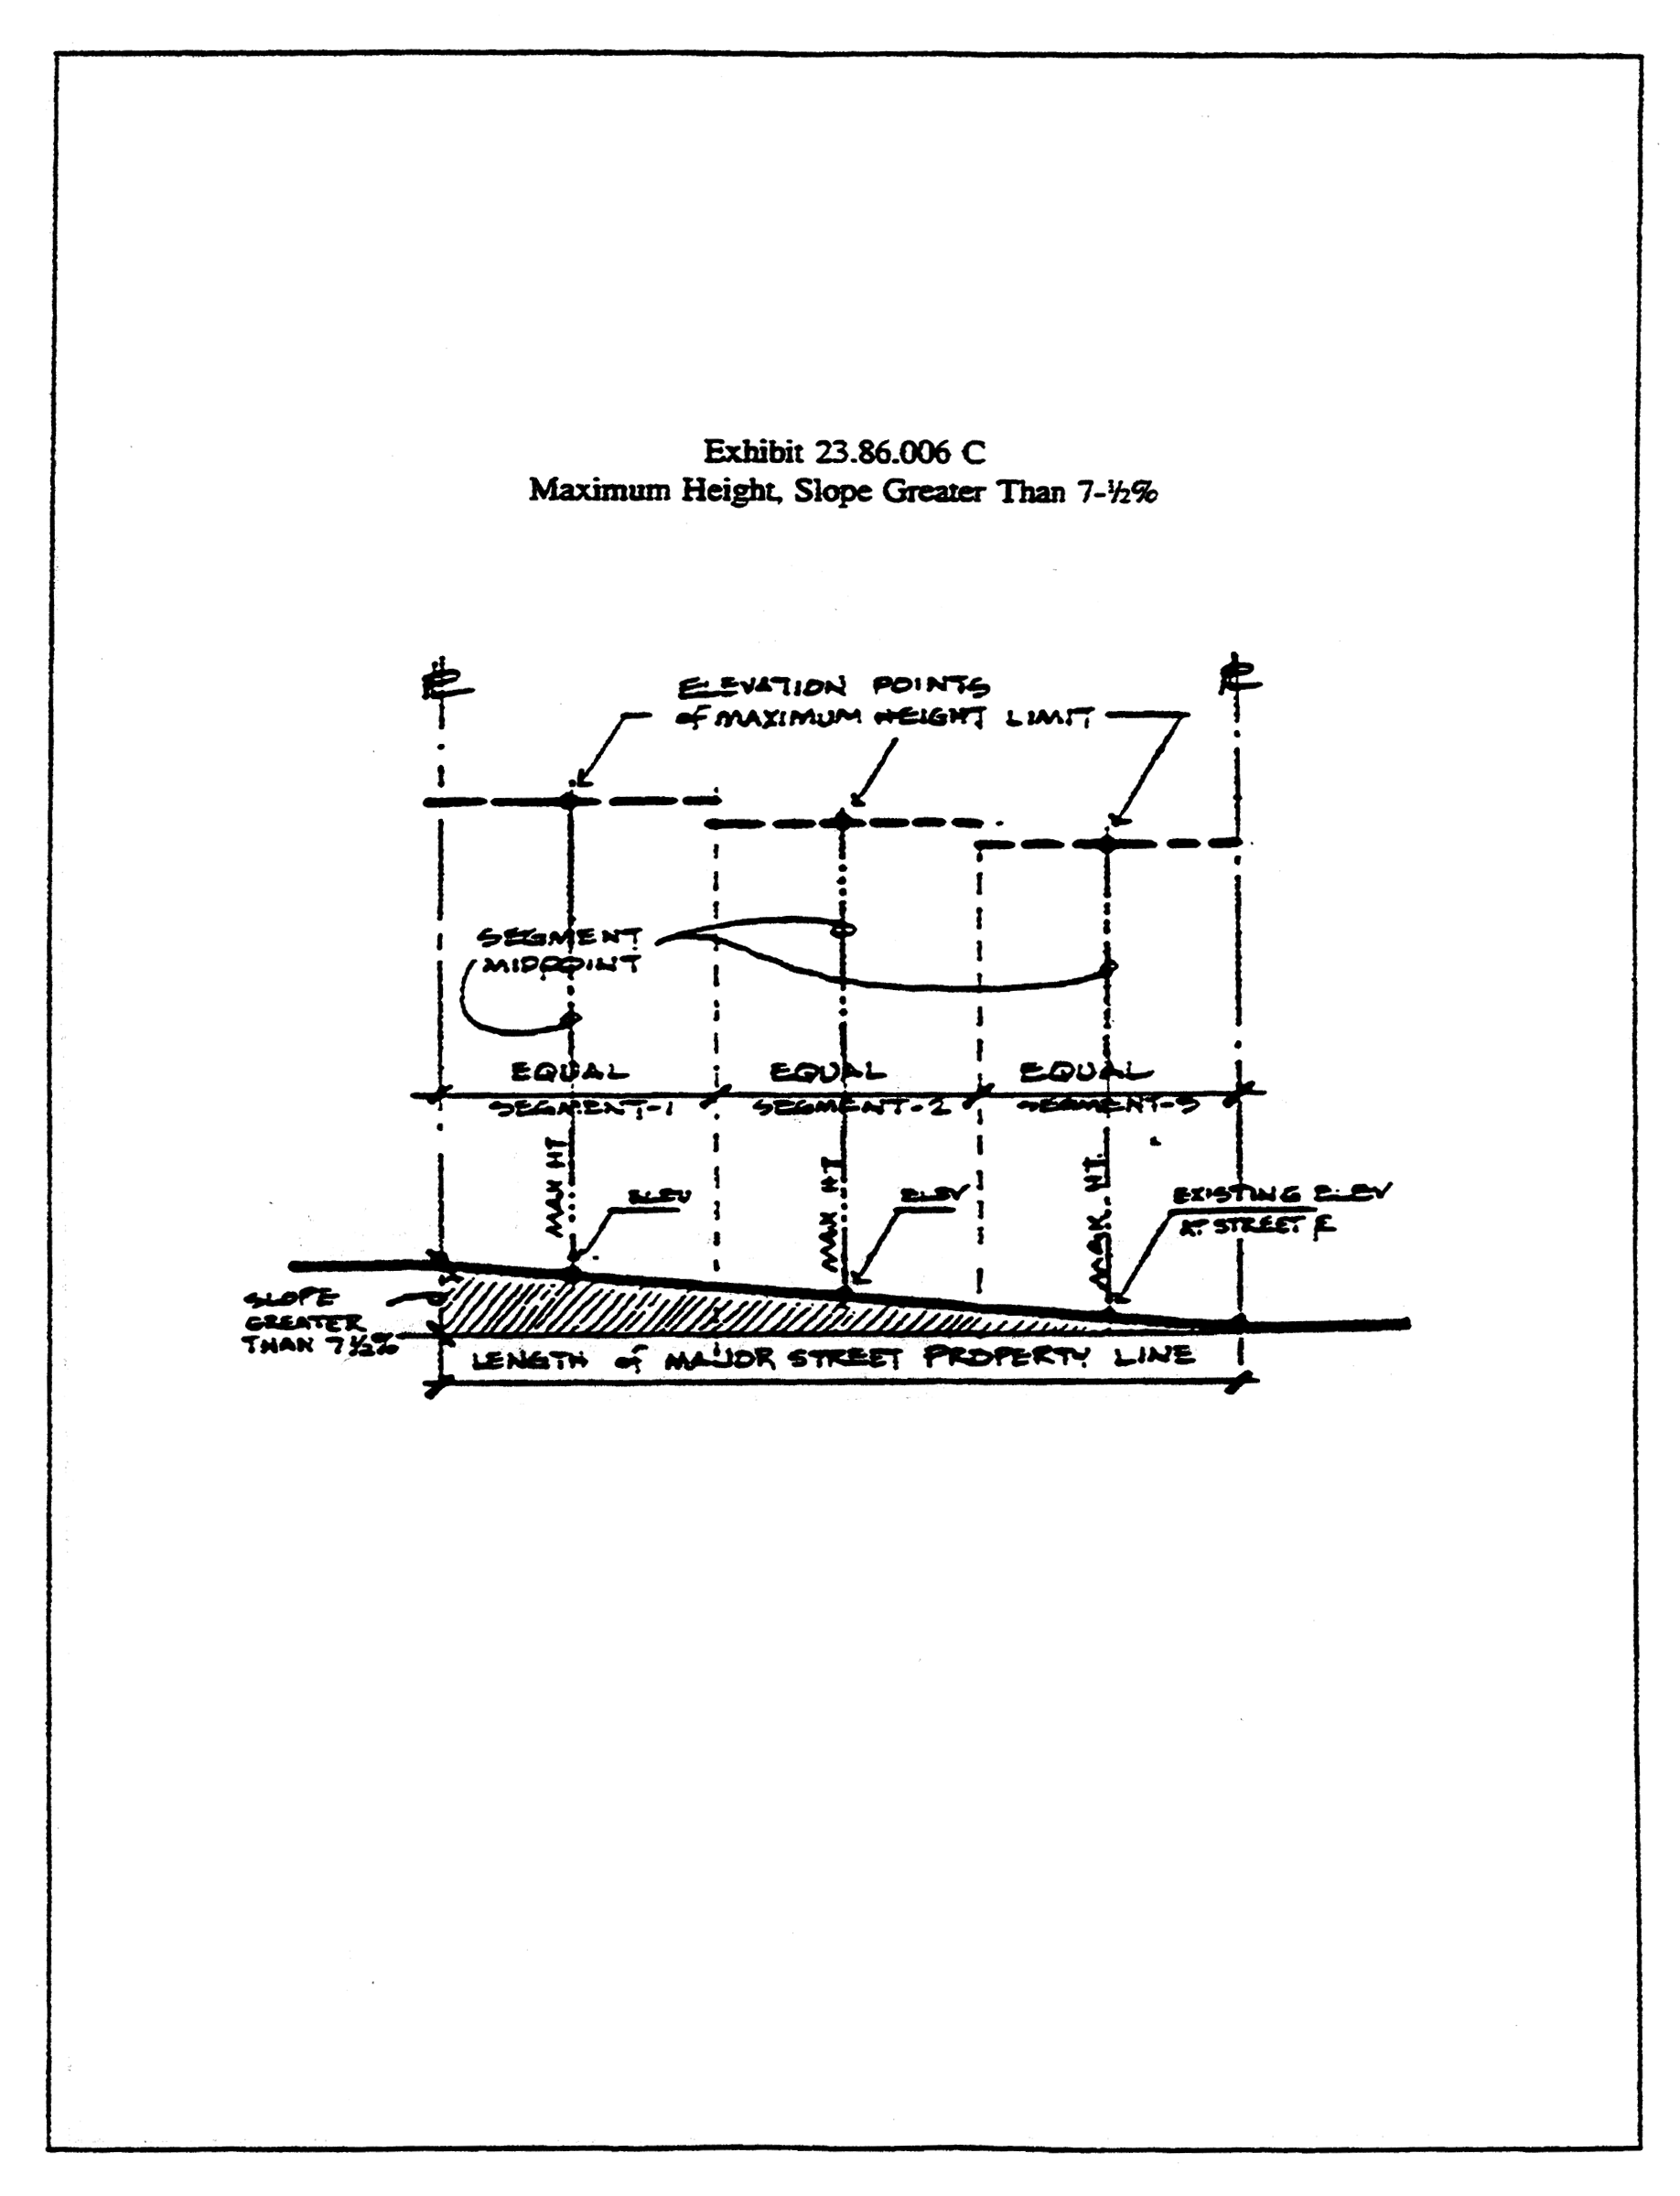 Exhibit 23.86.006 C
Maximum Height, Slope Greater Than 7-½%
ELEVATION POINTS
of MAXIMUM HEIGHT LIMIT
SEGMENT
MIDPOINT
EQUAL
SEGMENT-1
EQUAL
SEGMENT-2
EQUAL
SEGMENT-3
MAX HT
MAX HT
MAX. HT.
ELEV
ELEV
EXISTING ELEV
AT STREET
SLOPE
GREATER
THAN 7½%
LENGTH of MAJOR STREET PROPERTY LINE